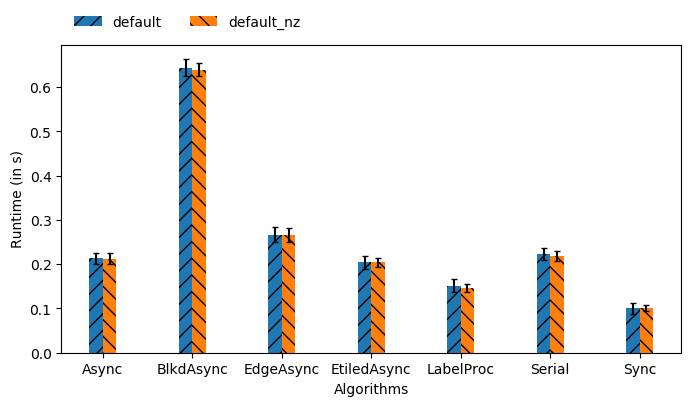 default default_nz
Runtime (in s)
0.6
0.5
0.4
0.3
0.2
0.1
0.0
Async BlkdAsync EdgeAsync EtiledAsync LabelProc Serial Sync
Algorithms